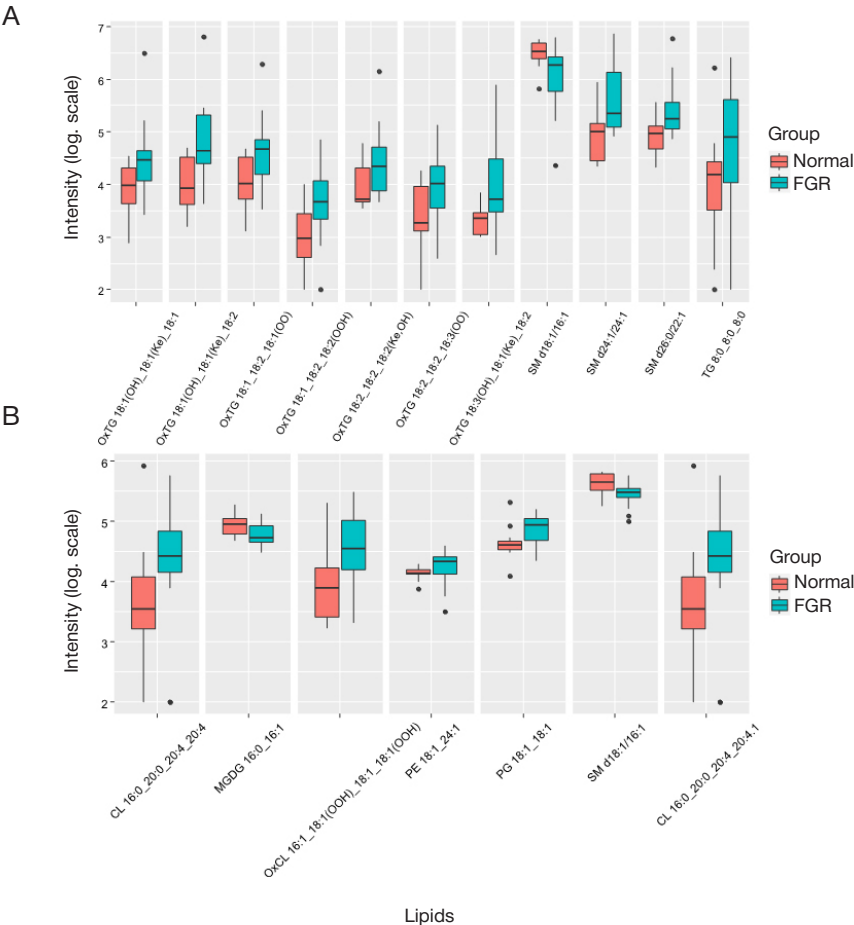 A
Intensity (log. scale)
7
6
5
4
3
2
OxTG 18:1(OH)_18:1(Ke)_18:1
OxTG 18:1(OH)_18:1(Ke)_18:2
OxTG 18:1_18:2_18:1(OO)
OxTG 18:1_18:2_18:2(OOH)
OxTG 18:2_18:2_18:2(Ke,OH)
OxTG 18:2_18:2_18:3(OO)
OxTG 18:3(OH)_18:1(Ke)_18:2
SM d18:1/16:1
SM d24:1/24:1
SM d26:0/22:1
TG 8:0_8:0_8:0
Group
Normal
FGR
B
Intensity (log. scale)
6
5
4
3
2
CL 16:0_20:0_20:4_20:4
MGDG 16:0_16:1
OxCL 16:1_18:1(OOH)_18:1_18:1(OOH)
PE 18:1_24:1
PG 18:1_18:1
SM d18:1/16:1
CL 16:0_20:0_20:4_20:4.1
Group
Normal
FGR
Lipids